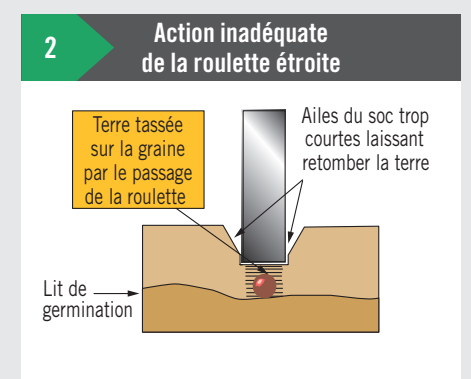 2
Action inadéquate
de la roulette étroite
Terre tassée
sur la graine
par le passage
de la roulette
Ailes du soc trop
courtes laissant
retomber la terre
Lit de
germination